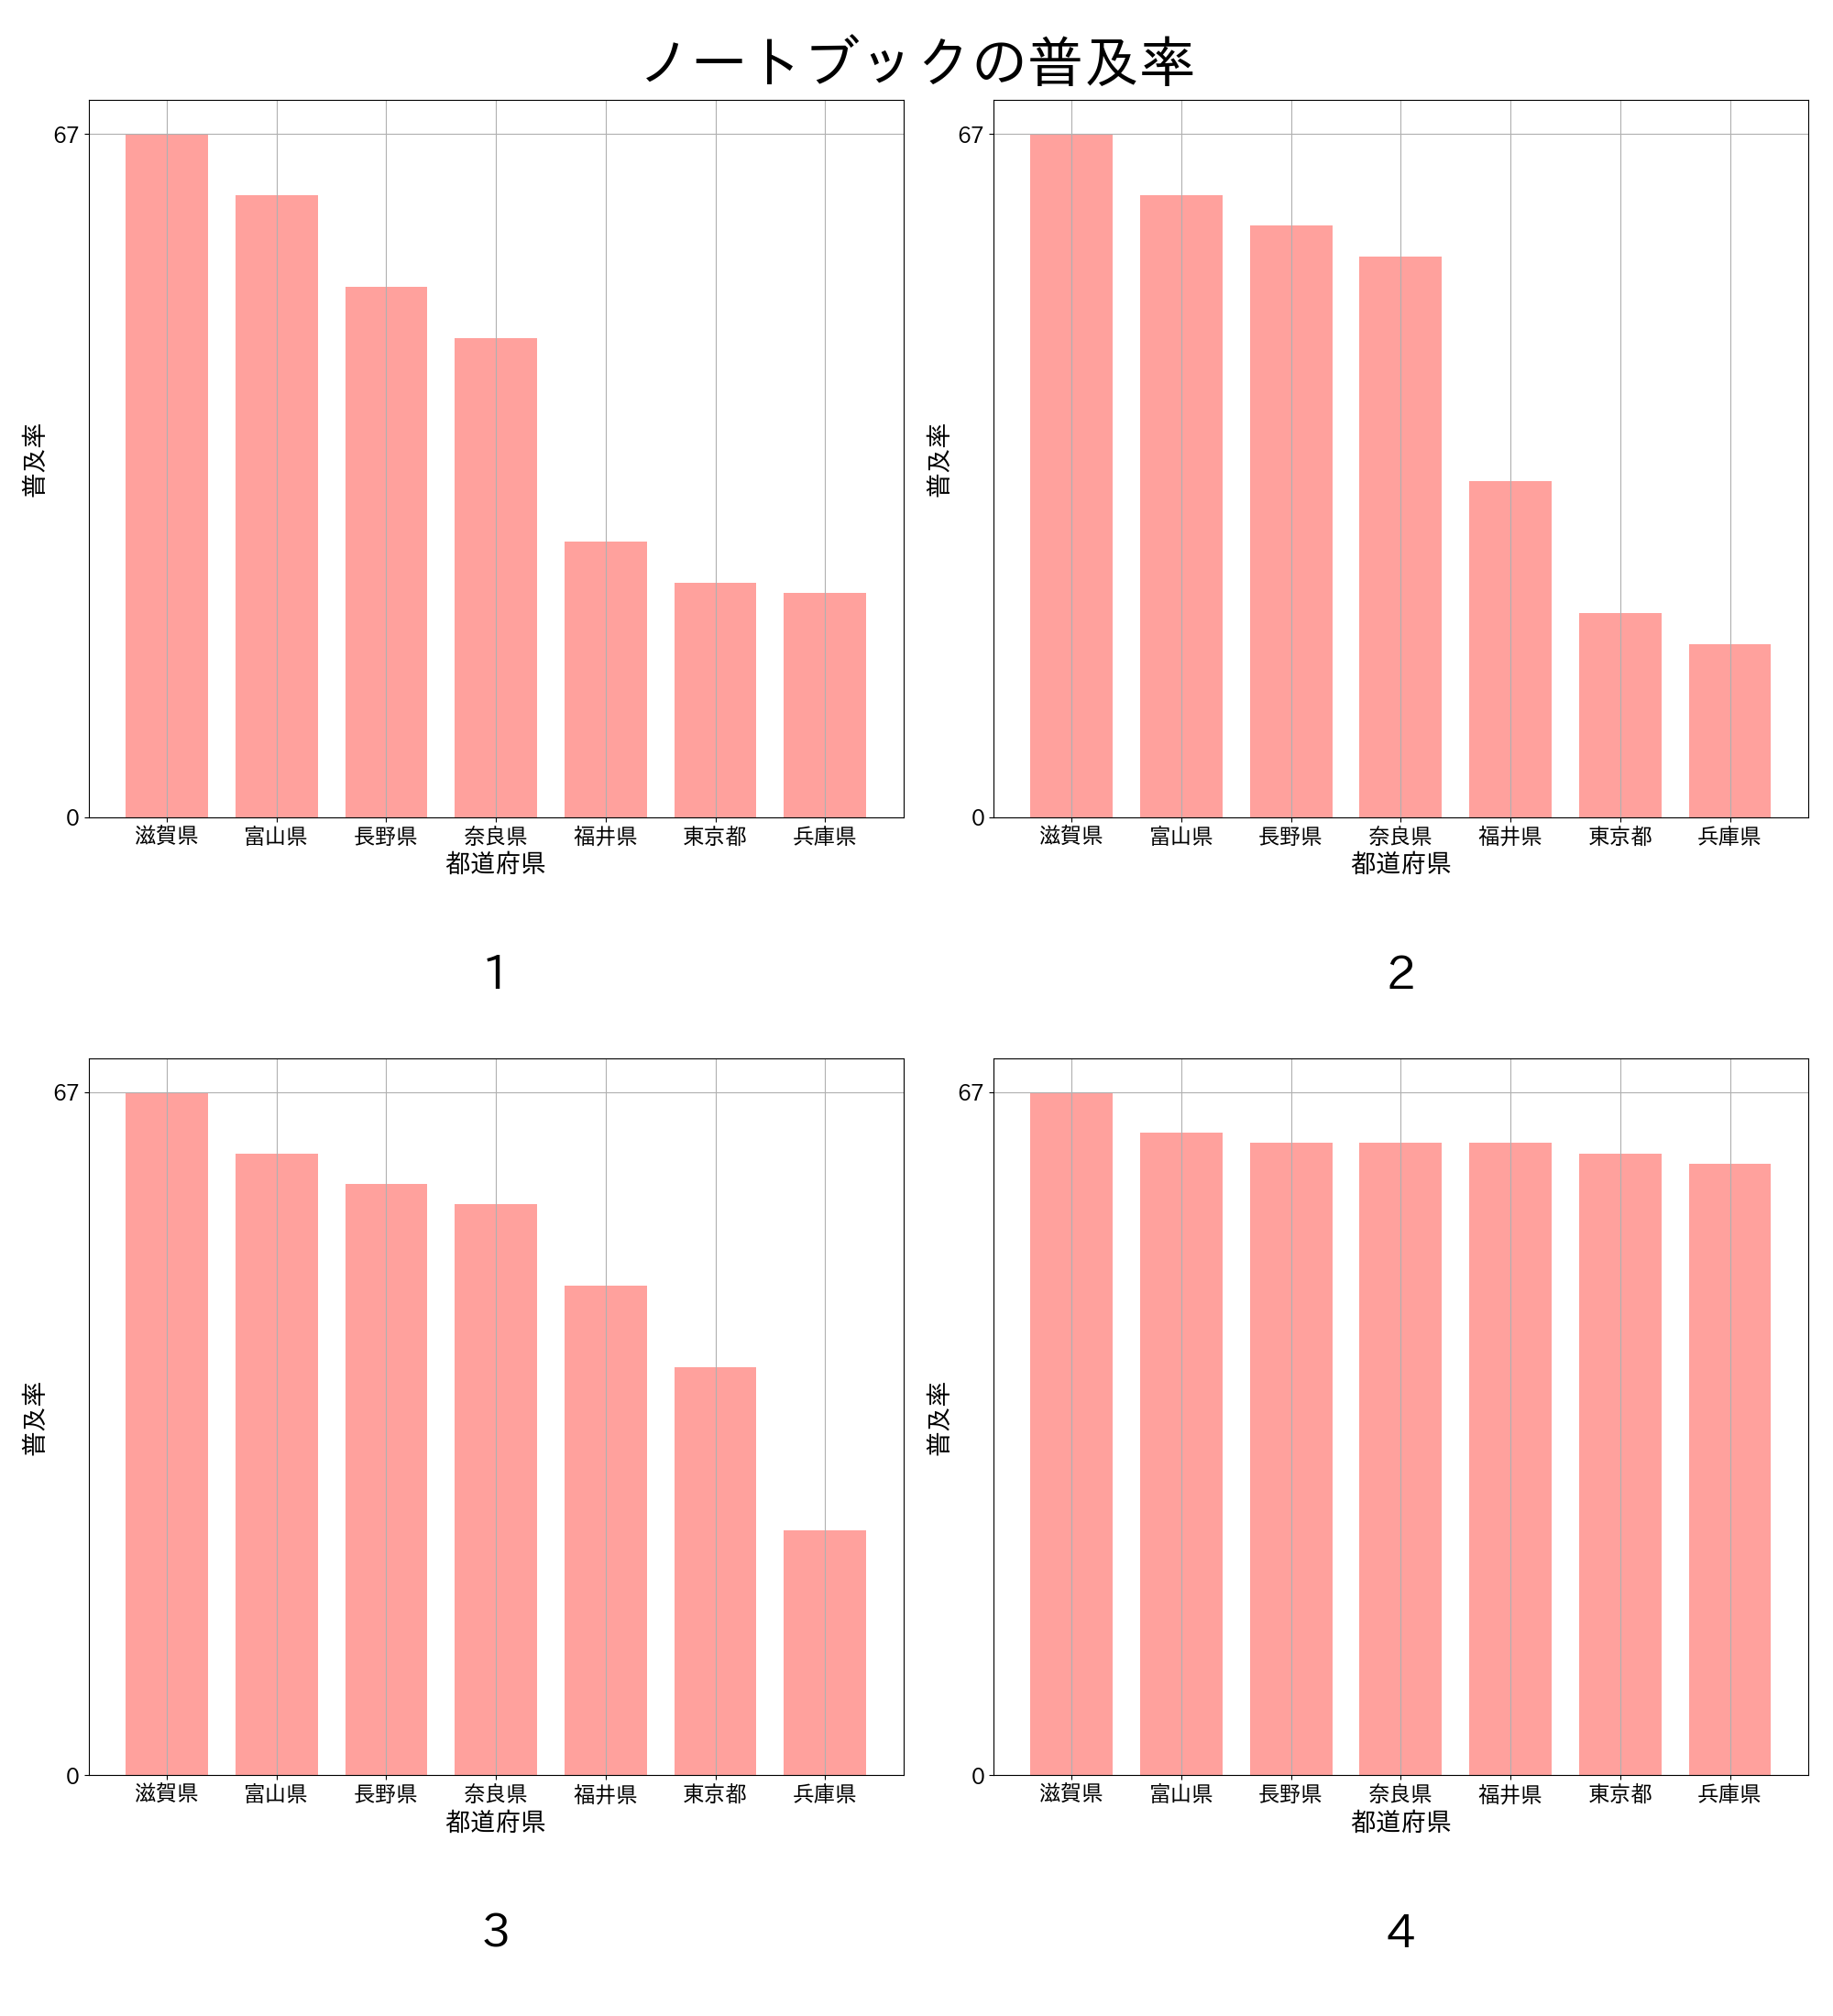 ノートブックの普及率
67
0
普及率
滋賀県 富山県 長野県 奈良県 福井県 東京都 兵庫県
都道府県
1
67
0
普及率
滋賀県 富山県 長野県 奈良県 福井県 東京都 兵庫県
都道府県
2
67
0
普及率
滋賀県 富山県 長野県 奈良県 福井県 東京都 兵庫県
都道府県
3
67
0
普及率
滋賀県 富山県 長野県 奈良県 福井県 東京都 兵庫県
都道府県
4